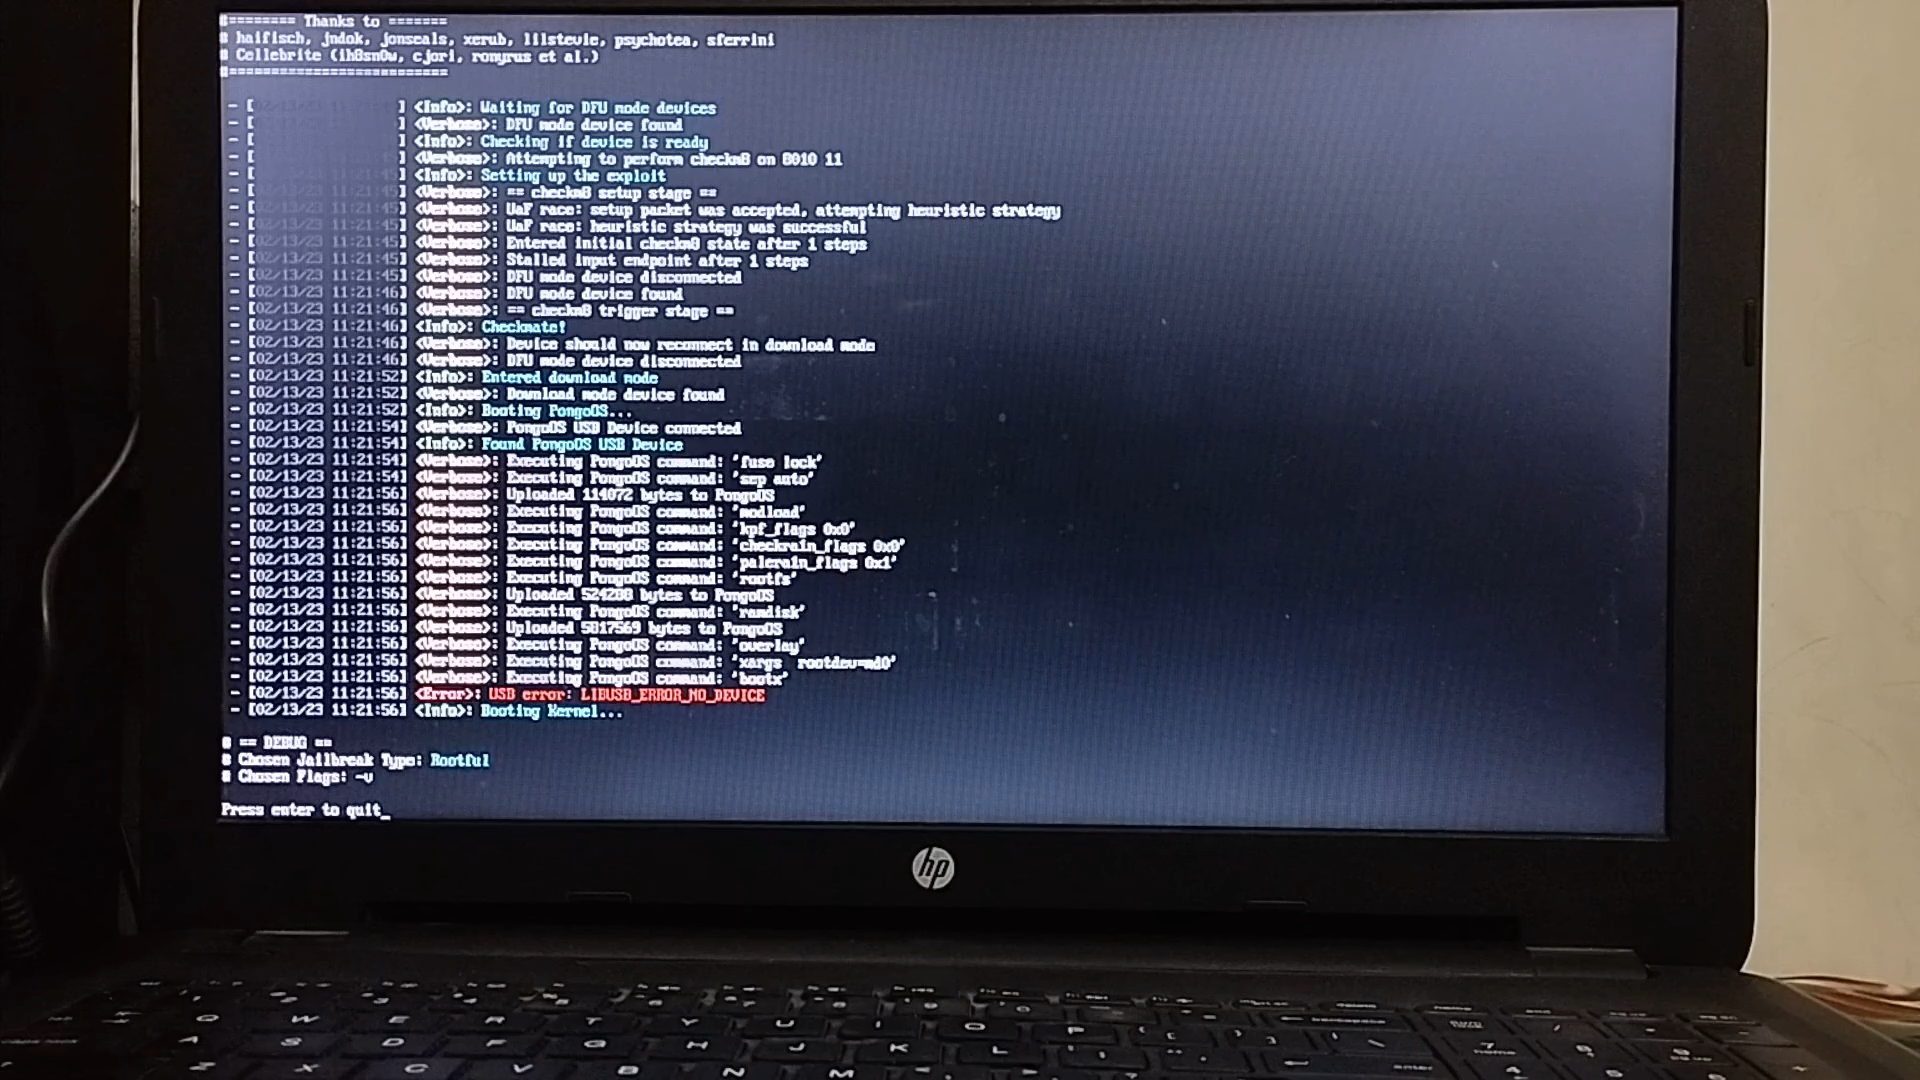 #======== Thanks to =======
# haifisch, jndok, jonseals, xerub, lilstevie, psychotea, sferrini
# Cellebrite (ih8sn0w, cjori, ronyrus et al.)
#==========================
- [ ] <Info>: Waiting for DFU mode devices
- [ ] <Verbose>: DFU mode device found
- [ ] <Info>: Checking if device is ready
- [ ] <Verbose>: Attempting to perform checkm8 on 8010 11
- [ ] <Info>: Setting up the exploit
- [ 11:21:45] <Verbose>: == checkm8 setup stage ==
- [02/13/23 11:21:45] <Verbose>: UaF race: setup packet was accepted, attempting heuristic strategy
- [02/13/23 11:21:45] <Verbose>: UaF race: heuristic strategy was successful
- [02/13/23 11:21:45] <Verbose>: Entered initial checkm8 state after 1 steps
- [02/13/23 11:21:45] <Verbose>: Stalled input endpoint after 1 steps
- [02/13/23 11:21:45] <Verbose>: DFU mode device disconnected
- [02/13/23 11:21:46] <Verbose>: DFU mode device found
- [02/13/23 11:21:46] <Verbose>: == checkm8 trigger stage ==
- [02/13/23 11:21:46] <Info>: Checkmate!
- [02/13/23 11:21:46] <Verbose>: Device should now reconnect in download mode
- [02/13/23 11:21:46] <Verbose>: DFU mode device disconnected
- [02/13/23 11:21:52] <Info>: Entered download mode
- [02/13/23 11:21:52] <Verbose>: Download mode device found
- [02/13/23 11:21:52] <Info>: Booting PongoOS...
- [02/13/23 11:21:54] <Verbose>: PongoOS USB Device connected
- [02/13/23 11:21:54] <Info>: Found PongoOS USB Device
- [02/13/23 11:21:54] <Verbose>: Executing PongoOS command: 'fuse lock'
- [02/13/23 11:21:54] <Verbose>: Executing PongoOS command: 'sep auto'
- [02/13/23 11:21:56] <Verbose>: Uploaded 114072 bytes to PongoOS
- [02/13/23 11:21:56] <Verbose>: Executing PongoOS command: 'modload'
- [02/13/23 11:21:56] <Verbose>: Executing PongoOS command: 'kpf_flags 0x0'
- [02/13/23 11:21:56] <Verbose>: Executing PongoOS command: 'checkra1n_flags 0x0'
- [02/13/23 11:21:56] <Verbose>: Executing PongoOS command: 'palera1n_flags 0x1'
- [02/13/23 11:21:56] <Verbose>: Executing PongoOS command: 'rootfs'
- [02/13/23 11:21:56] <Verbose>: Uploaded 524288 bytes to PongoOS
- [02/13/23 11:21:56] <Verbose>: Executing PongoOS command: 'ramdisk'
- [02/13/23 11:21:56] <Verbose>: Uploaded 5817569 bytes to PongoOS
- [02/13/23 11:21:56] <Verbose>: Executing PongoOS command: 'overlay'
- [02/13/23 11:21:56] <Verbose>: Executing PongoOS command: 'xargs  rootdev=md0'
- [02/13/23 11:21:56] <Verbose>: Executing PongoOS command: 'bootx'
- [02/13/23 11:21:56] <Error>: USB error: LIBUSB_ERROR_NO_DEVICE
- [02/13/23 11:21:56] <Info>: Booting Kernel...
# == DEBUG ==
# Chosen Jailbreak Type: Rootful
# Chosen Flags: -v
Press enter to quit_
hp
Q W E R T Y U I O P
A S D F G H J K L
Z X C V B N M